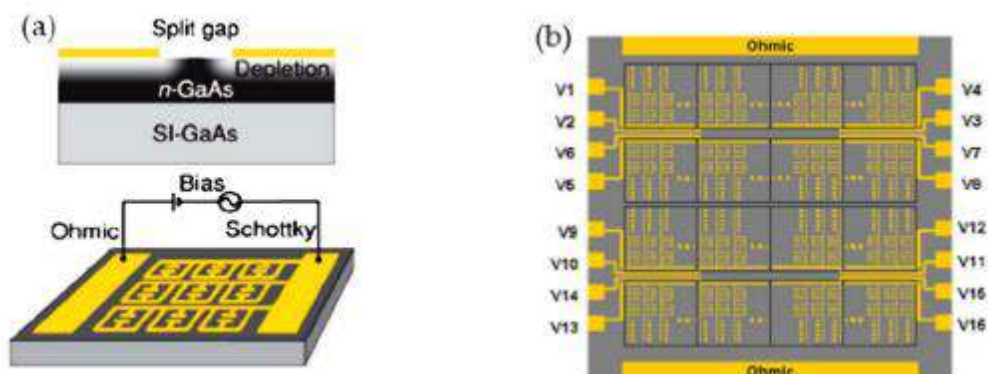 (a)
Split gap
Depletion
n-GaAs
SI-GaAs
Bias
Ohmic
Schottky
(b)
Ohmic
V1
V2
V6
V5
V9
V10
V14
V13
V4
V3
V7
V8
V12
V11
V15
V16
Ohmic